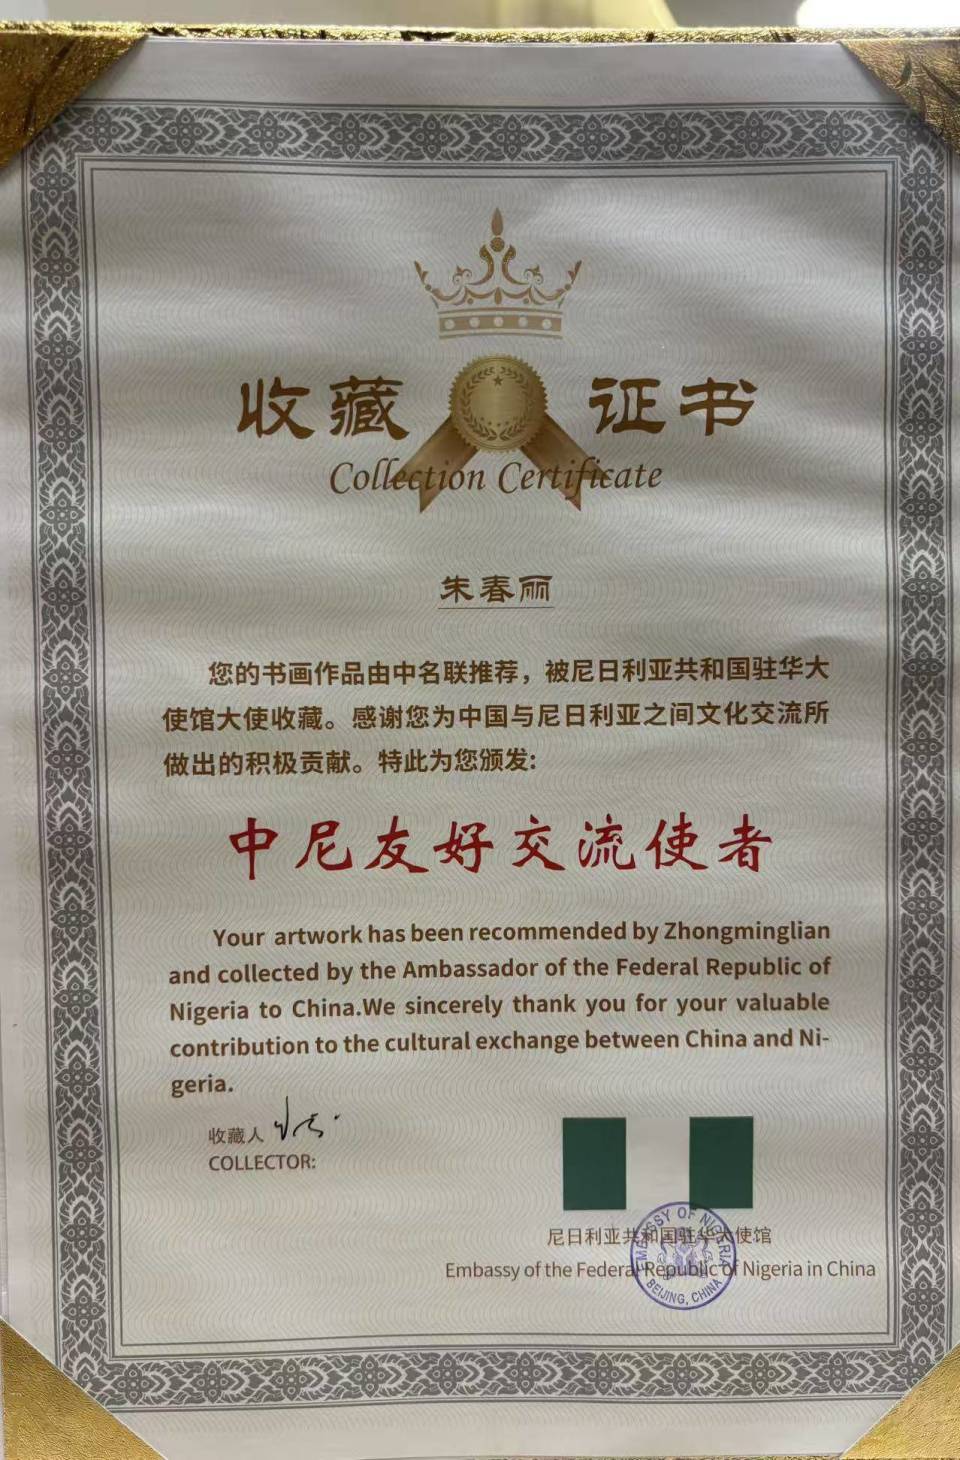 收藏证书
Collection Certificate
朱春丽
您的书画作品由中名联推荐，被尼日利亚共和国驻华大
使馆大使收藏。感谢您为中国与尼日利亚之间文化交流所
做出的积极贡献。特此为您颁发:
中尼友好交流使者
Your artwork has been recommended by Zhongminglian
and collected by the Ambassador of the Federal Republic of
Nigeria to China.We sincerely thank you for your valuable
contribution to the cultural exchange between China and Ni-
geria.
收藏人
COLLECTOR:
尼日利亚共和国驻华大使馆
Embassy of the Federal Republic of Nigeria in China
EMBASSY OF NIGERIA
BEIJING, CHINA